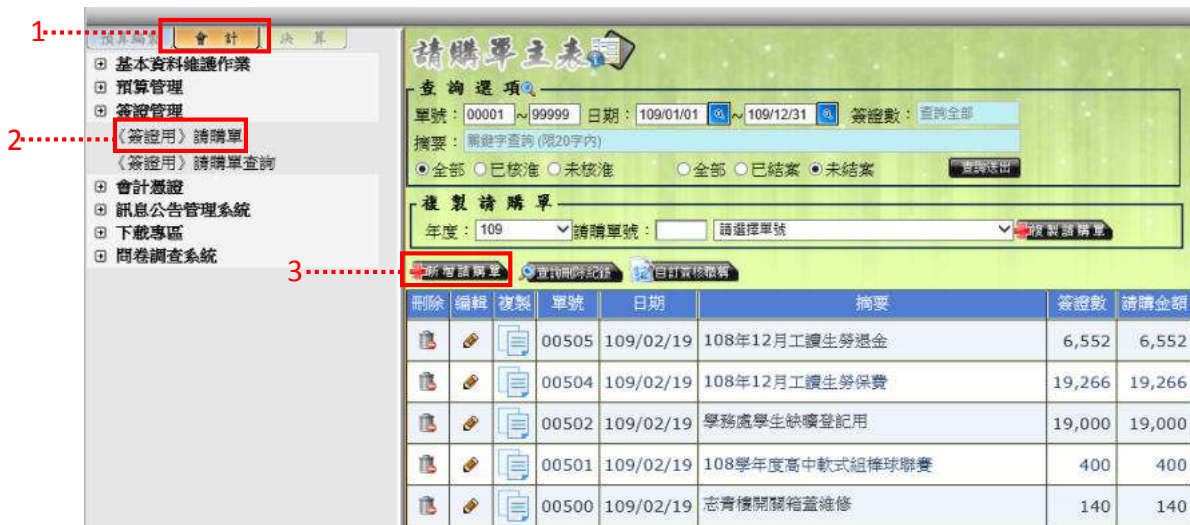 1
預算編製 會 計 決 算
基本資料維護作業
預算管理
簽證管理
2
《簽證用》請購單
《簽證用》請購單查詢
會計憑證
訊息公告管理系統
下載專區
問卷調查系統
請購單主表
查詢選項
單號：00001 ~99999 日期：109/01/01 ~109/12/31 簽證數：查詢全部
摘要：關鍵字查詢(限20字內)
全部 已核准 未核准 全部 已結案 未結案 查詢送出
複製請購單
年度：109 請購單號： 請選擇單號 複製請購單
3
新增請購單 查詢刪除紀錄 自訂簽核職稱
刪除 編輯 複製 單號 日期 摘要 簽證數 請購金額
00505 109/02/19 108年12月工讀生勞退金 6,552 6,552
00504 109/02/19 108年12月工讀生勞保費 19,266 19,266
00502 109/02/19 學務處學生缺曠登記用 19,000 19,000
00501 109/02/19 108學年度高中軟式組棒球聯賽 400 400
00500 109/02/19 志青樓開關箱蓋維修 140 140